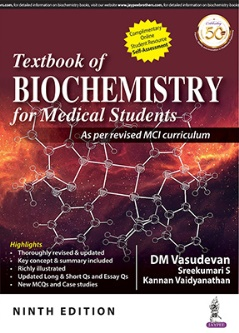 om, for detailed information on biochemistry books, visit our website www.jaypeebrothers.com, for detailed information on biochemistry books
Complimentary
Online
Student Resource
Self-Assessment
50
Textbook of
BIOCHEMISTRY
for Medical Students
As per revised MCI curriculum
Highlights
• Thoroughly revised & updated
• Key concept & summary included
• Richly illustrated
• Updated Long & Short Qs and Essay Qs
• New MCQs and Case studies
DM Vasudevan
Sreekumari S
Kannan Vaidyanathan
NINTH EDITION
JAYPEE